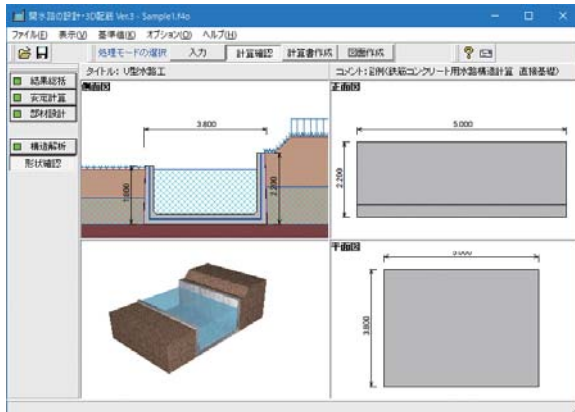 開水路の設計・3D配筋 Ver.3 - Sample1.f4o
ファイル(F) 表示(V) 基準値(K) オプション(O) ヘルプ(H)
処理モードの選択 入力 計算確認 計算書作成 図面作成
タイトル: U型水路工
コメント: 計算例(鉄筋コンクリート用水路構造計算 直接基礎)
結果総括
安定計算
部材設計
構造解析
形状確認
側面図
3.800
1.800
2.200
正面図
5.000
2.200
平面図
5.000
3.800